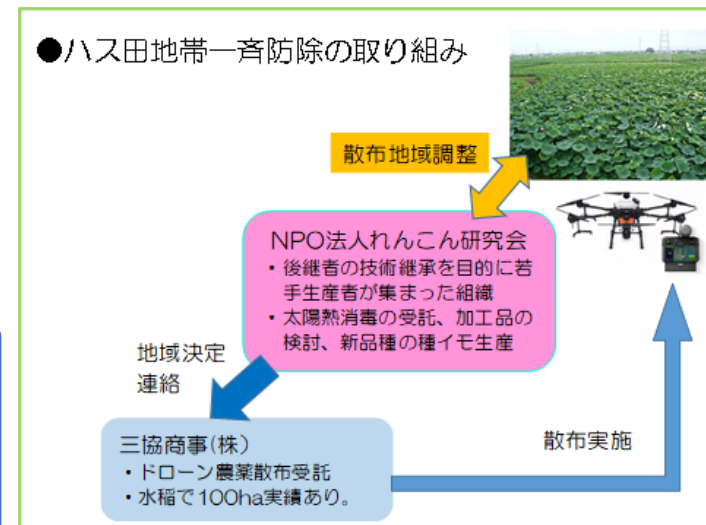 ●ハス田地帯一斉防除の取り組み
散布地域調整
NPO法人れんこん研究会
・後継者の技術継承を目的に若
手生産者が集まった組織
・太陽熱消毒の受託、加工品の
検討、新品種の種イモ生産
地域決定
連絡
三協商事(株)
・ドローン農薬散布受託
・水稲で100ha実績あり。
散布実施